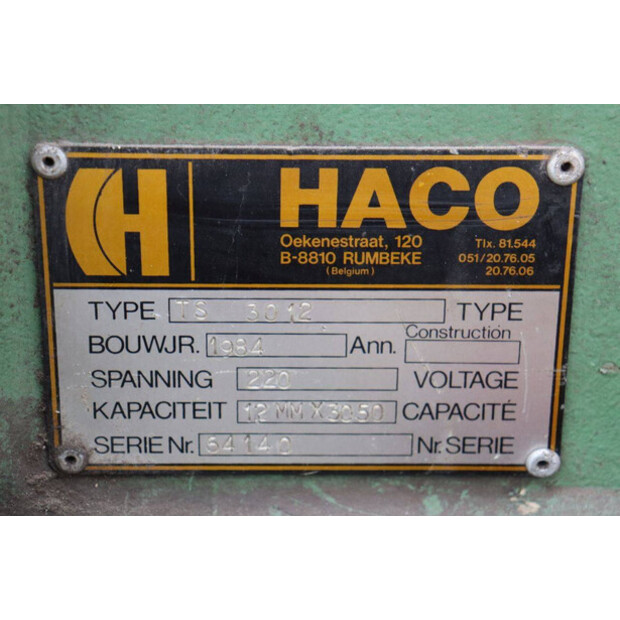 H HACO
Oekenestraat, 120 Tlx. 81.544
B-8810 RUMBEKE 051/20.76.05
(Belgium) 20.76.06
TYPE TS 3012 TYPE
BOUWJR. 1984 Ann. Construction
SPANNING 220 VOLTAGE
KAPACITEIT 12 MM X 3050 CAPACITÉ
SERIE Nr. 64140 Nr. SERIE